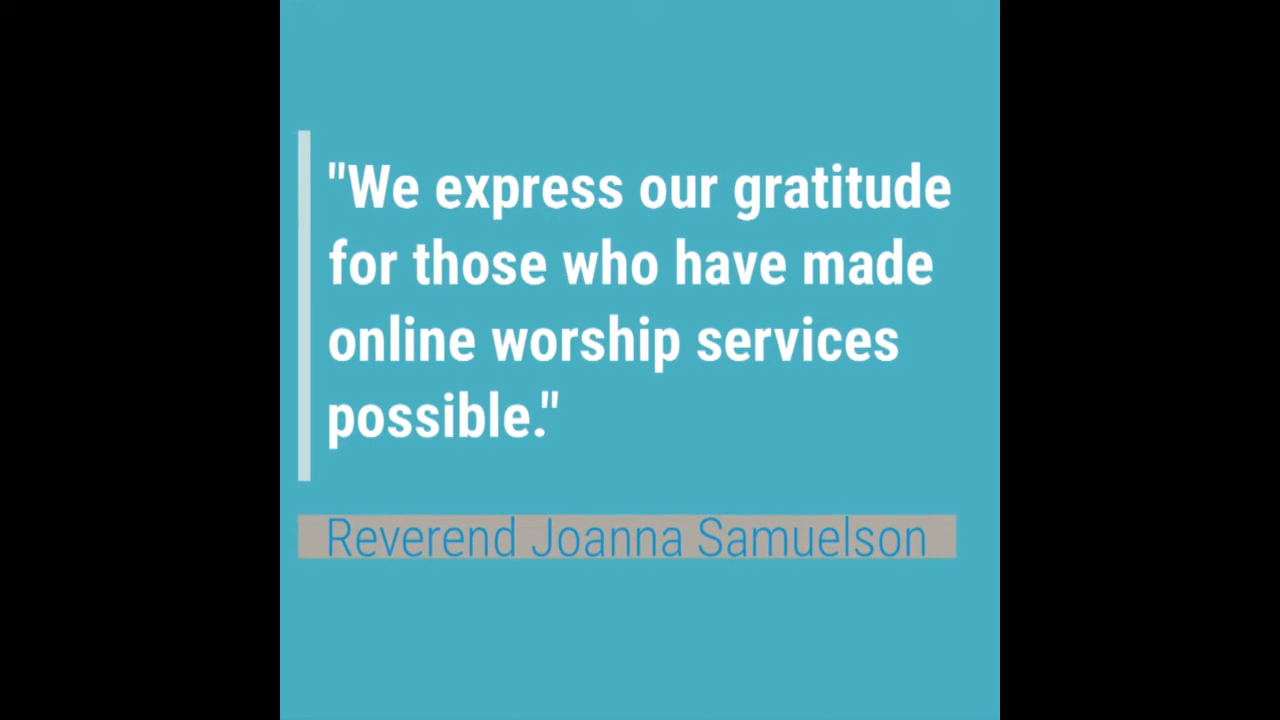 "We express our gratitude
for those who have made
online worship services
possible."
Reverend Joanna Samuelson